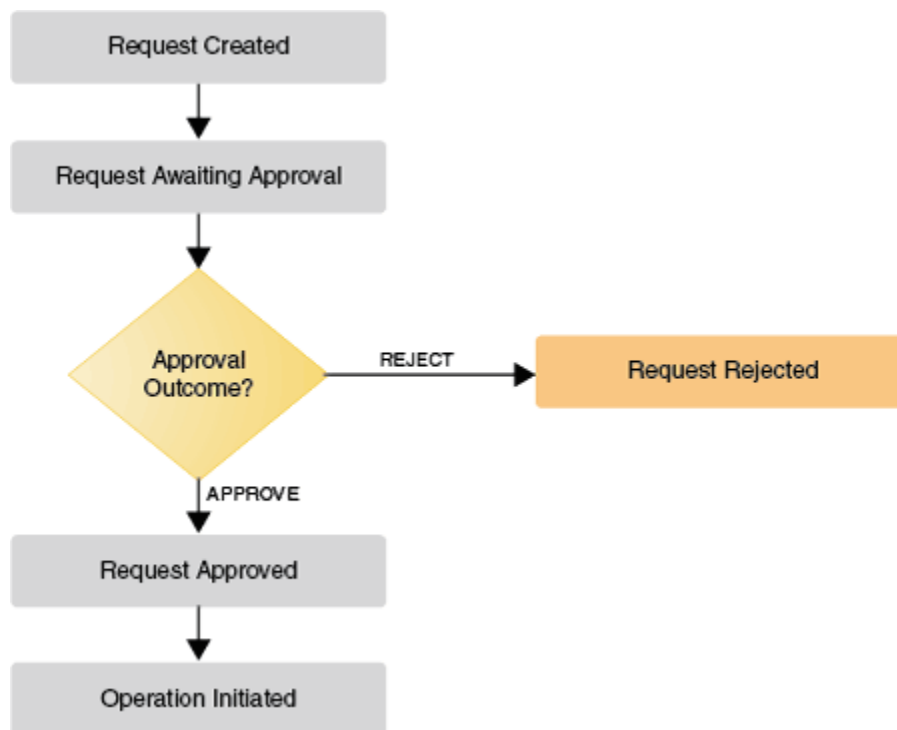 Request Created
Request Awaiting Approval
Approval
Outcome?
REJECT
Request Rejected
APPROVE
Request Approved
Operation Initiated